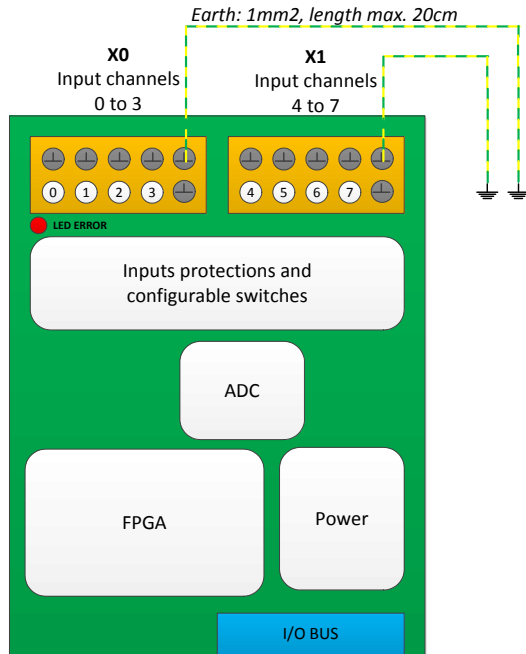 Earth: 1mm2, length max. 20cm
X0
Input channels
0 to 3
X1
Input channels
4 to 7
0 1 2 3
4 5 6 7
LED ERROR
Inputs protections and
configurable switches
ADC
FPGA
Power
I/O BUS